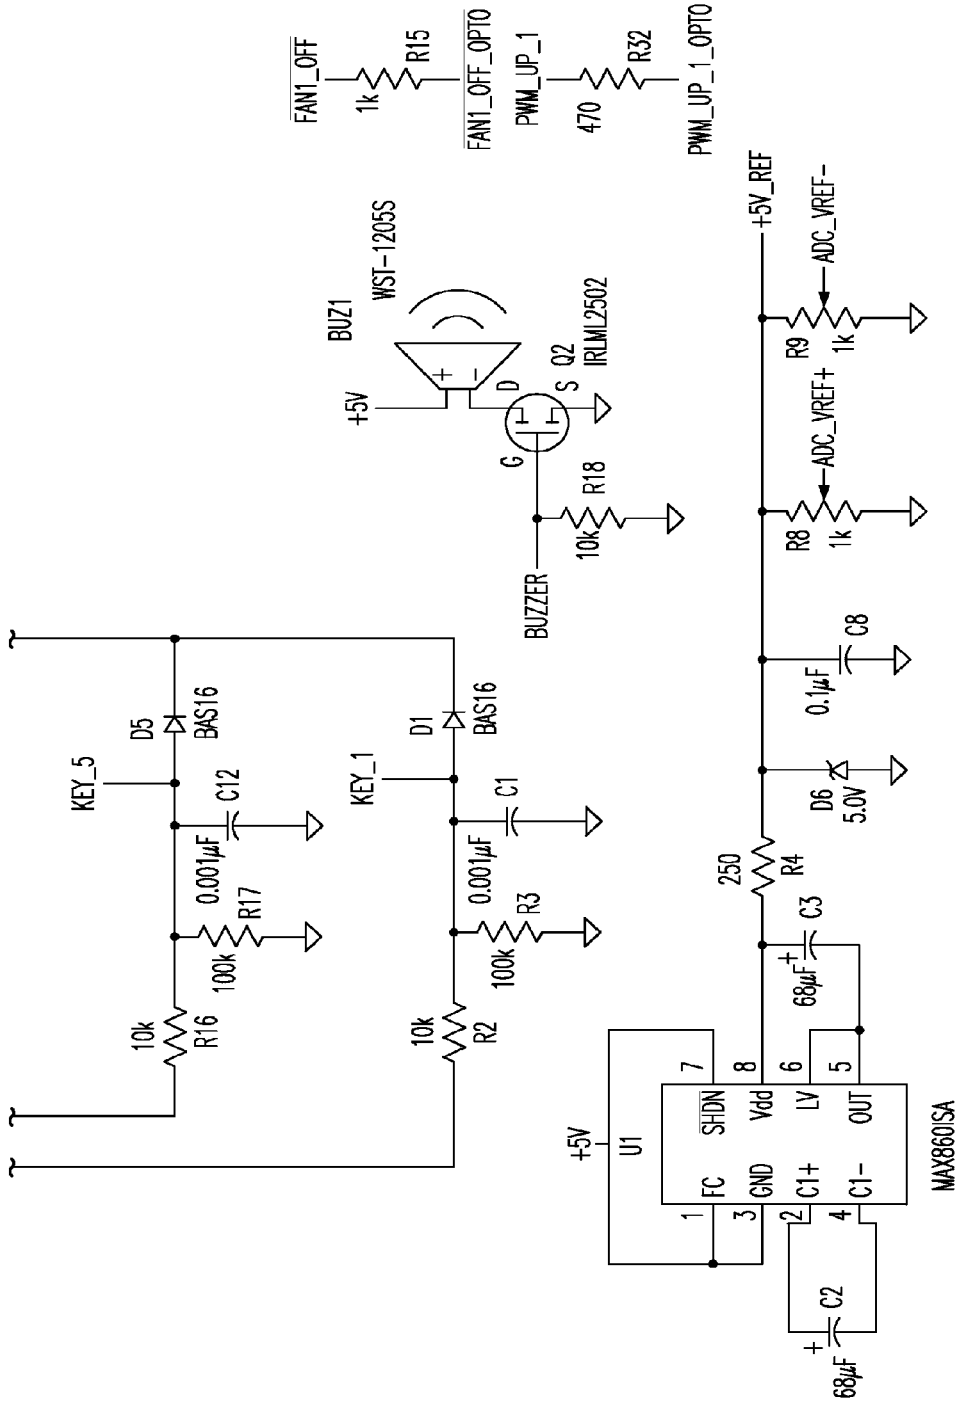 FAN1_OFF
R15
1k
FAN1_OFF_OPTO
PWM_UP_1
R32
470
PWM_UP_1_OPTO
BUZ1
WST-1205S
+5V
+
-
D
G
S
Q2
IRLML2502
BUZZER
R18
10k
KEY_5
D5
BAS16
C12
0.001µF
R17
100k
10k
R16
KEY_1
D1
BAS16
C1
0.001µF
R3
100k
10k
R2
+5V_REF
R9
1k
ADC_VREF-
R8
1k
ADC_VREF+
C8
0.1µF
D6
5.0V
250
R4
C3
+
68µF
+5V
U1
1
FC
SHDN
7
3
GND
Vdd
8
2
C1+
LV
6
4
C1-
OUT
5
MAX860ISA
C2
+
68µF